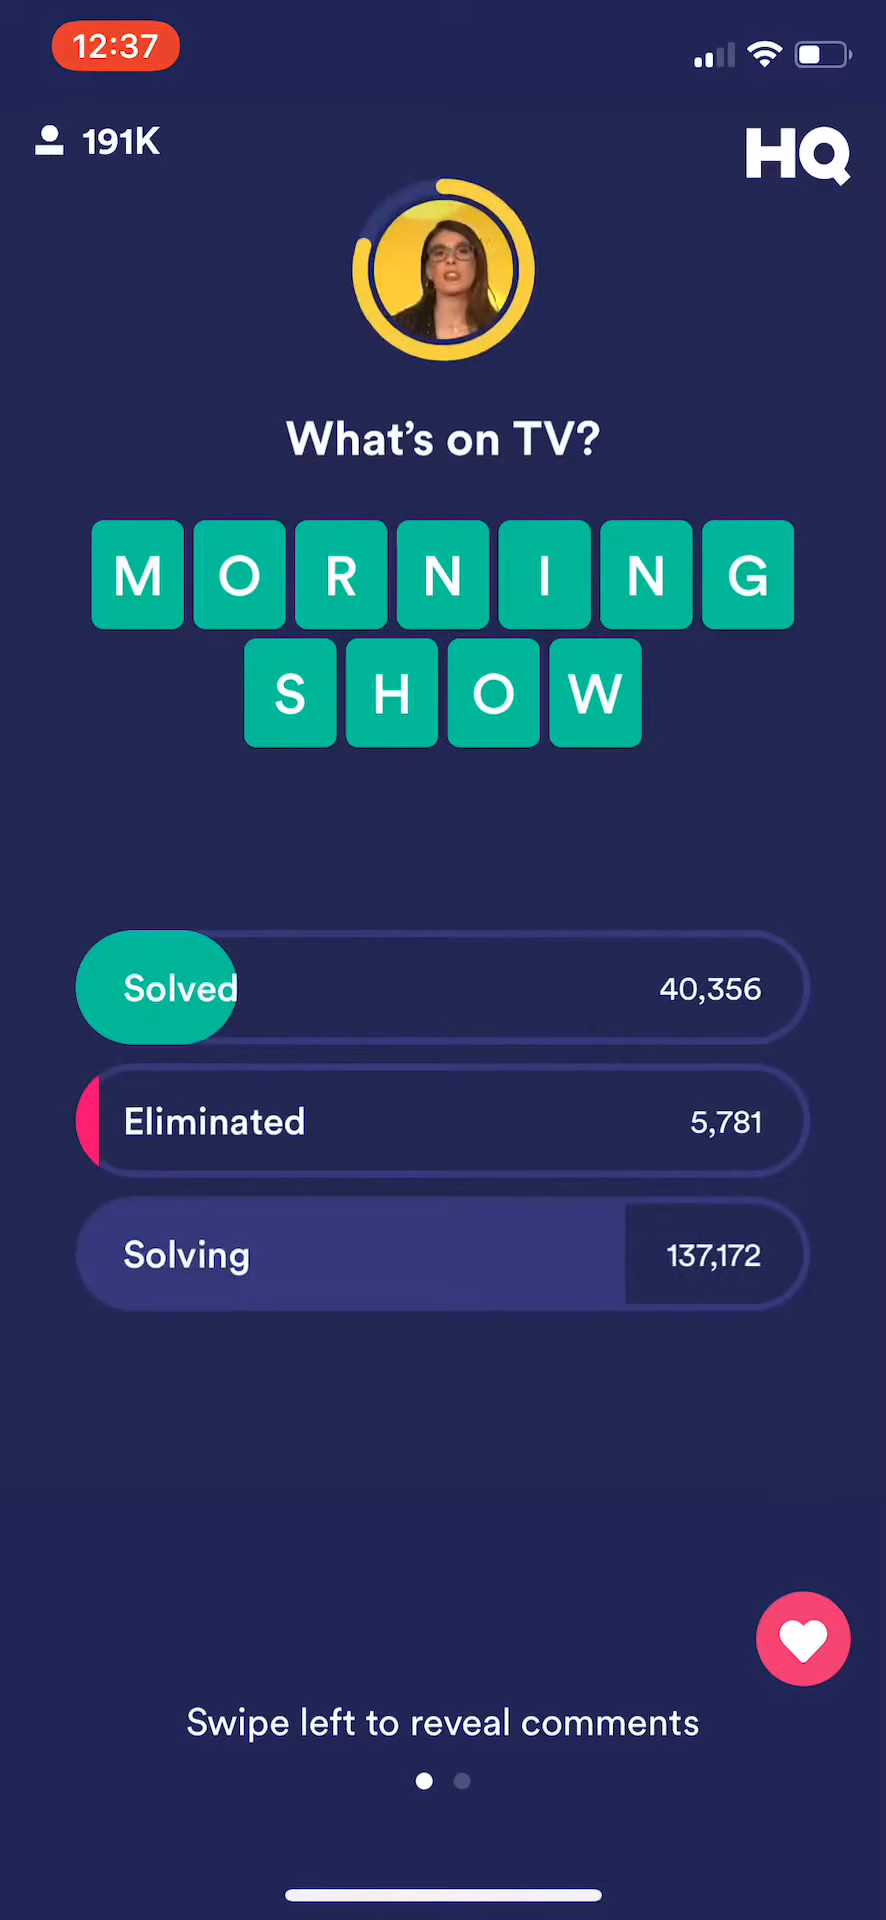 12:37
191K
HQ
What's on TV?
MORNING
SHOW
Solved 40,356
Eliminated 5,781
Solving 137,172
Swipe left to reveal comments